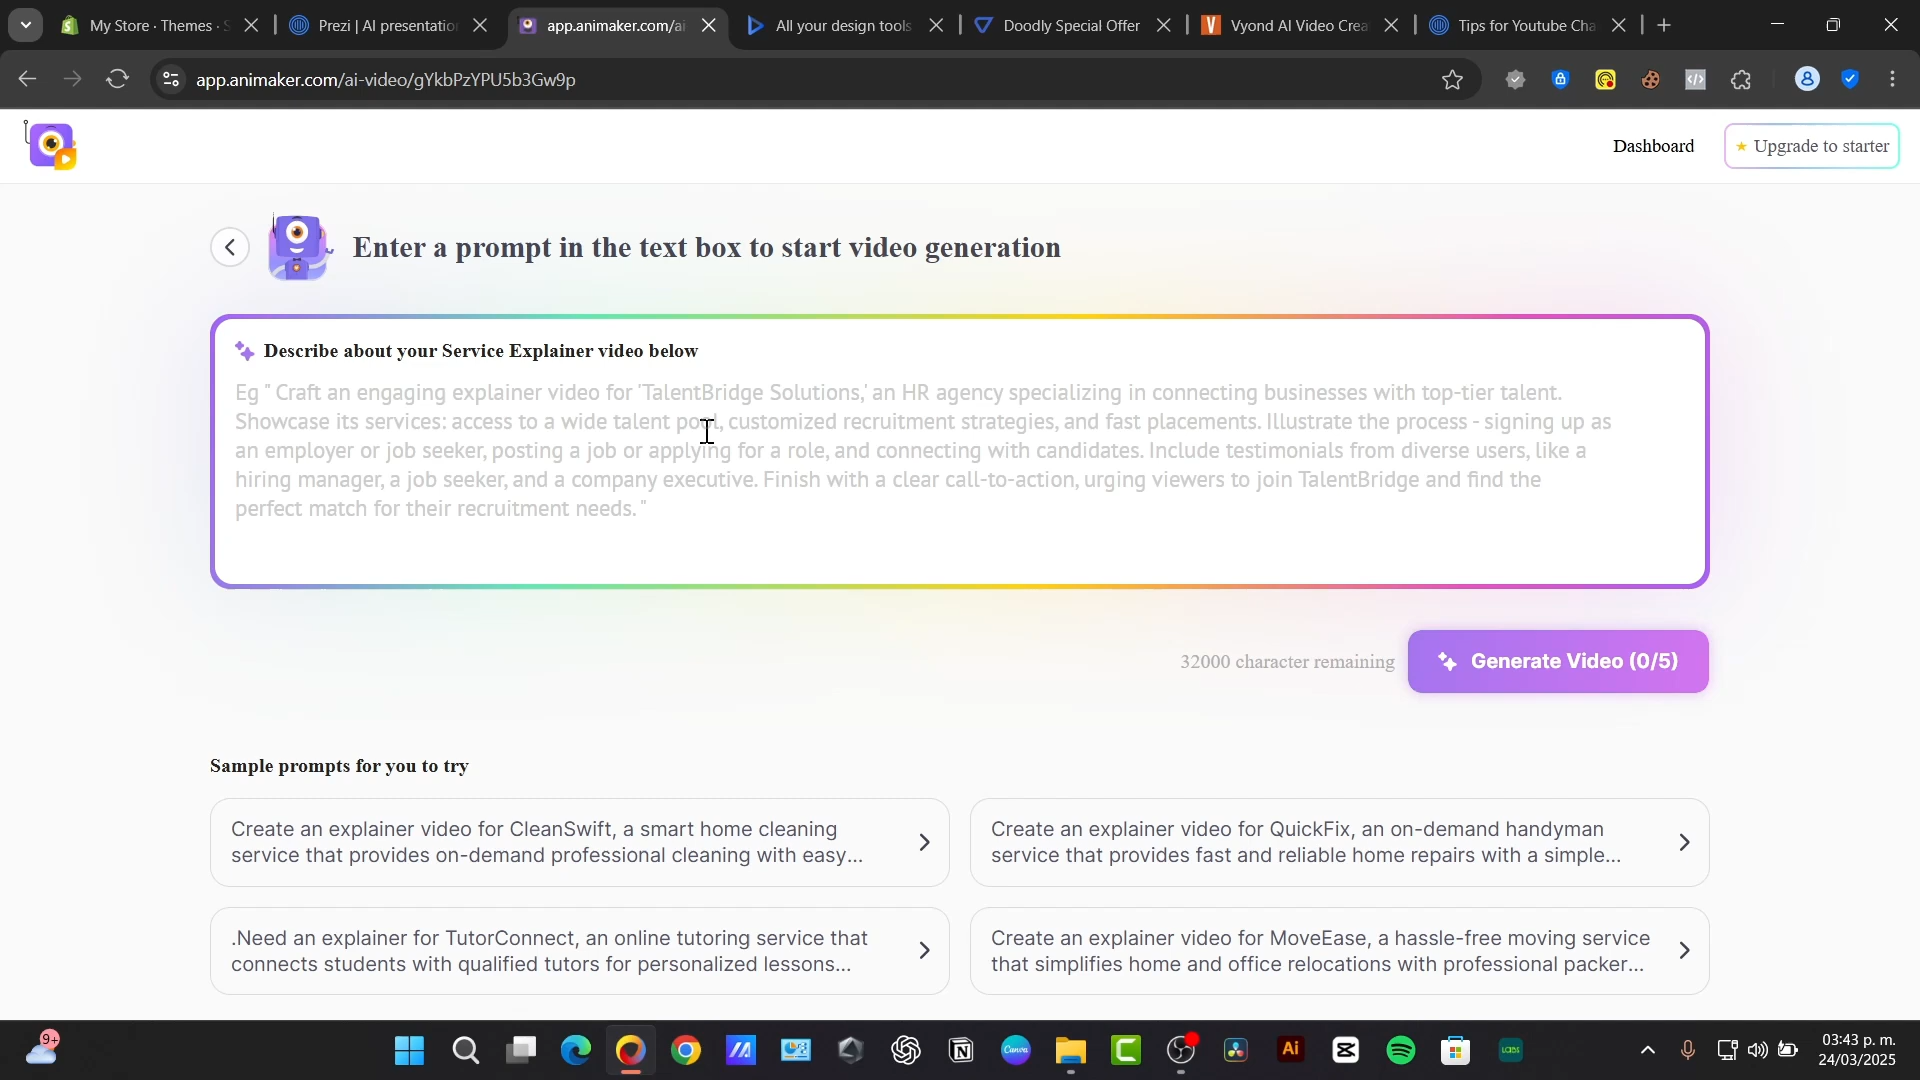 My Store · Themes · S
Prezi | AI presentation
app.animaker.com/ai
All your design tools
Doodly Special Offer
Vyond AI Video Crea
Tips for Youtube Cha
app.animaker.com/ai-video/gYkbPzYPU5b3Gw9p
Dashboard
Upgrade to starter
Enter a prompt in the text box to start video generation
Describe about your Service Explainer video below
Eg " Craft an engaging explainer video for 'TalentBridge Solutions,' an HR agency specializing in connecting businesses with top-tier talent.
Showcase its services: access to a wide talent pool, customized recruitment strategies, and fast placements. Illustrate the process - signing up as
an employer or job seeker, posting a job or applying for a role, and connecting with candidates. Include testimonials from diverse users, like a
hiring manager, a job seeker, and a company executive. Finish with a clear call-to-action, urging viewers to join TalentBridge and find the
perfect match for their recruitment needs. "
32000 character remaining
Generate Video (0/5)
Sample prompts for you to try
Create an explainer video for CleanSwift, a smart home cleaning
service that provides on-demand professional cleaning with easy...
Create an explainer video for QuickFix, an on-demand handyman
service that provides fast and reliable home repairs with a simple...
.Need an explainer for TutorConnect, an online tutoring service that
connects students with qualified tutors for personalized lessons...
Create an explainer video for MoveEase, a hassle-free moving service
that simplifies home and office relocations with professional packer...
9+
Canva
Ai
LABS
03:43 p. m.
24/03/2025